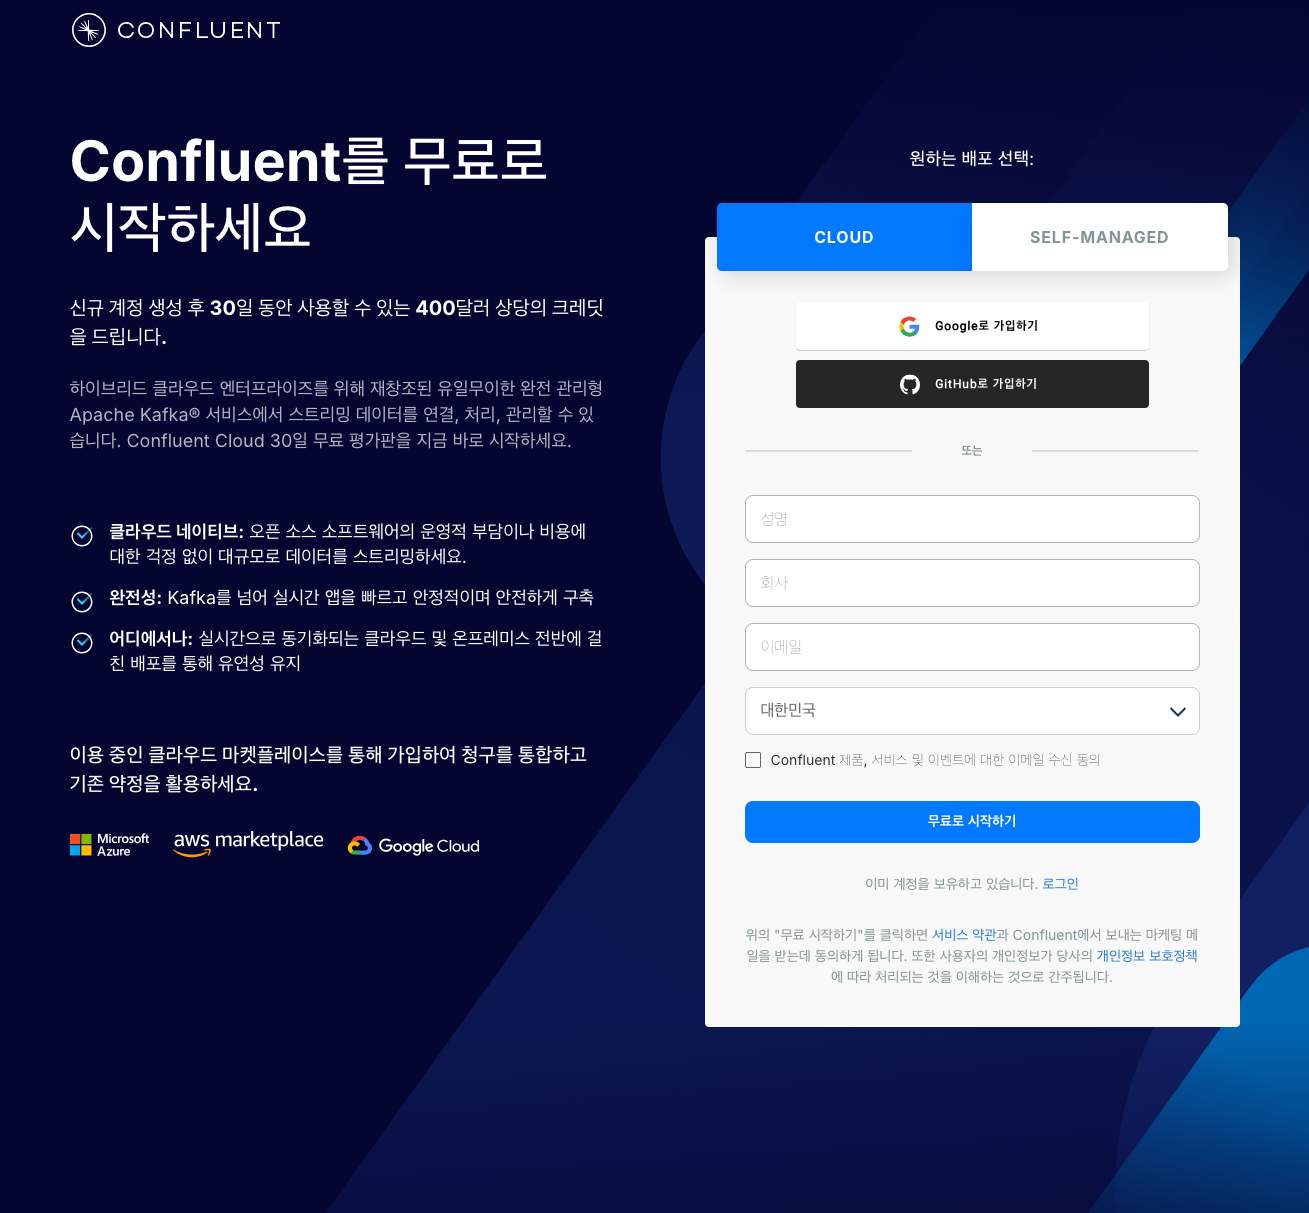 CONFLUENT
Confluent를 무료로
시작하세요
신규 계정 생성 후 30일 동안 사용할 수 있는 400달러 상당의 크레딧
을 드립니다.
하이브리드 클라우드 엔터프라이즈를 위해 재창조된 유일무이한 완전 관리형
Apache Kafka® 서비스에서 스트리밍 데이터를 연결, 처리, 관리할 수 있
습니다. Confluent Cloud 30일 무료 평가판을 지금 바로 시작하세요.
클라우드 네이티브: 오픈 소스 소프트웨어의 운영적 부담이나 비용에
대한 걱정 없이 대규모로 데이터를 스트리밍하세요.
완전성: Kafka를 넘어 실시간 앱을 빠르고 안정적이며 안전하게 구축
어디에서나: 실시간으로 동기화되는 클라우드 및 온프레미스 전반에 걸
친 배포를 통해 유연성 유지
이용 중인 클라우드 마켓플레이스를 통해 가입하여 청구를 통합하고
기존 약정을 활용하세요.
Microsoft
Azure
aws marketplace
Google Cloud
원하는 배포 선택:
CLOUD
SELF-MANAGED
Google로 가입하기
GitHub로 가입하기
또는
성명
회사
이메일
대한민국
Confluent 제품, 서비스 및 이벤트에 대한 이메일 수신 동의
무료로 시작하기
이미 계정을 보유하고 있습니다. 로그인
위의 "무료 시작하기"를 클릭하면 서비스 약관과 Confluent에서 보내는 마케팅 메
일을 받는데 동의하게 됩니다. 또한 사용자의 개인정보가 당사의 개인정보 보호정책
에 따라 처리되는 것을 이해하는 것으로 간주됩니다.